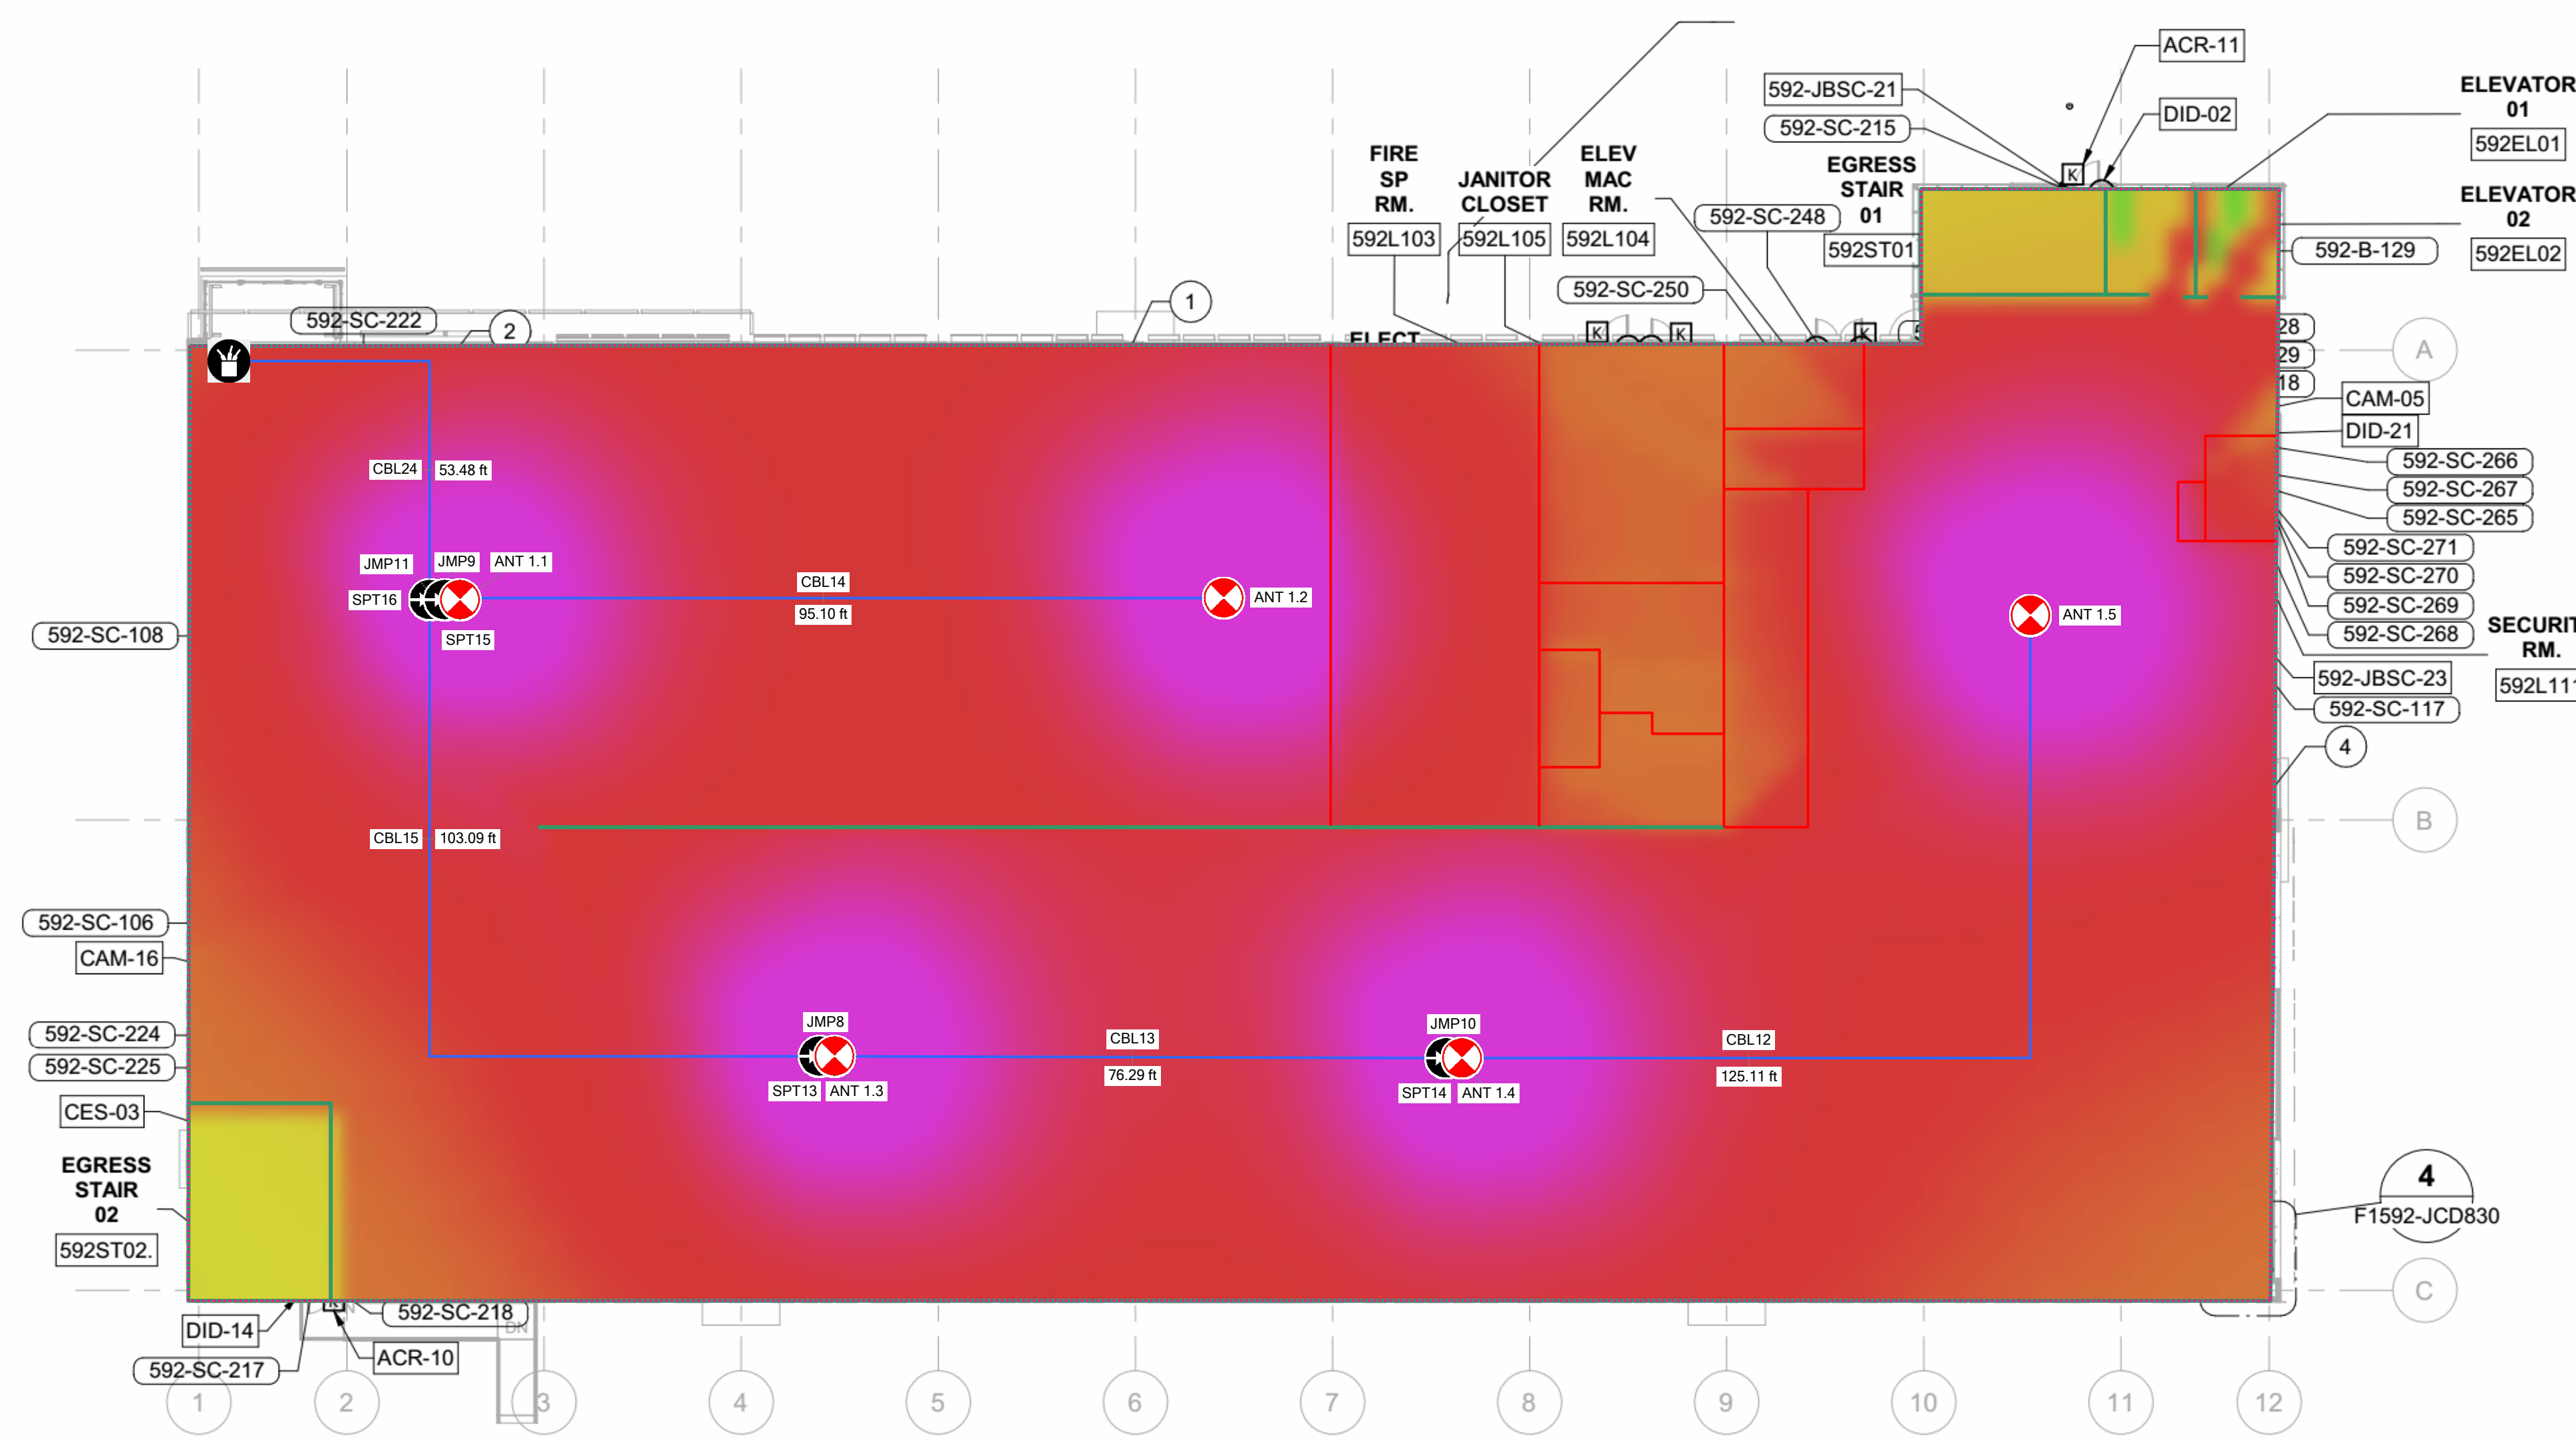 ACR-11
592-JBSC-21
592-SC-215
DID-02
ELEVATOR
01
592EL01
ELEVATOR
02
592EL02
592-B-129
FIRE
SP
RM.
592L103
JANITOR
CLOSET
592L105
ELEV
MAC
RM.
592L104
592-SC-248
EGRESS
STAIR
01
592ST01
592-SC-250
K
K
K
K
ELECT
592-SC-222
1
2
28
29
18
A
CAM-05
DID-21
592-SC-266
592-SC-267
592-SC-265
592-SC-271
592-SC-270
592-SC-269
592-SC-268
SECURIT
RM.
592L111
592-JBSC-23
592-SC-117
4
B
CBL24
53.48 ft
JMP11
JMP9
ANT 1.1
SPT16
SPT15
CBL14
95.10 ft
ANT 1.2
ANT 1.5
592-SC-108
CBL15
103.09 ft
592-SC-106
CAM-16
592-SC-224
592-SC-225
CES-03
JMP8
SPT13
ANT 1.3
CBL13
76.29 ft
JMP10
SPT14
ANT 1.4
CBL12
125.11 ft
EGRESS
STAIR
02
592ST02.
4
F1592-JCD830
C
DID-14
592-SC-217
592-SC-218
ACR-10
DN
1
2
3
4
5
6
7
8
9
10
11
12